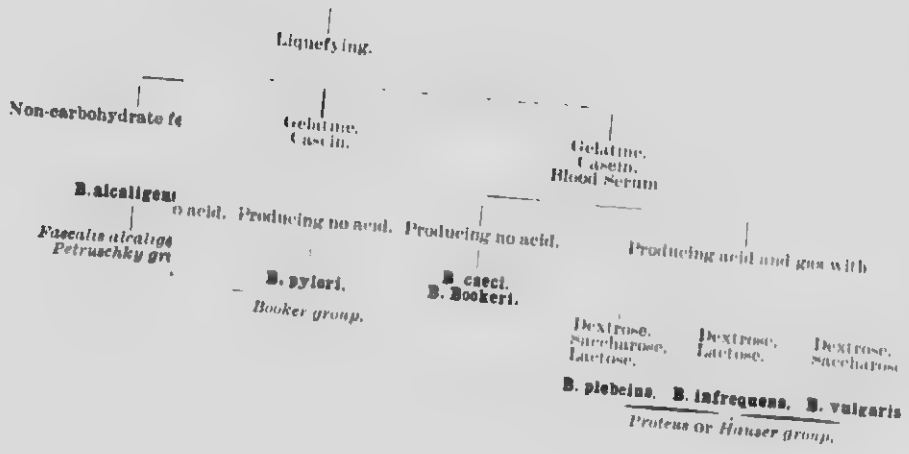 Liquefying.
Non-carbohydrate fe
Gelatine.
Casein.
Gelatine.
Casein.
Blood Serum
B. alcaligen
o acid. Producing no acid. Producing no acid.
Faecalis alcalige
Petruschky gr
Producing acid and gas with
B. pylori.
Booker group.
B caeci.
B. Bookeri.
Dextrose.
Saccharose.
Lactose.
Dextrose.
Lactose.
Dextrose.
Saccharose
B. plebeius. B. infrequens. B. vulgaris
Proteus or Hauser group.